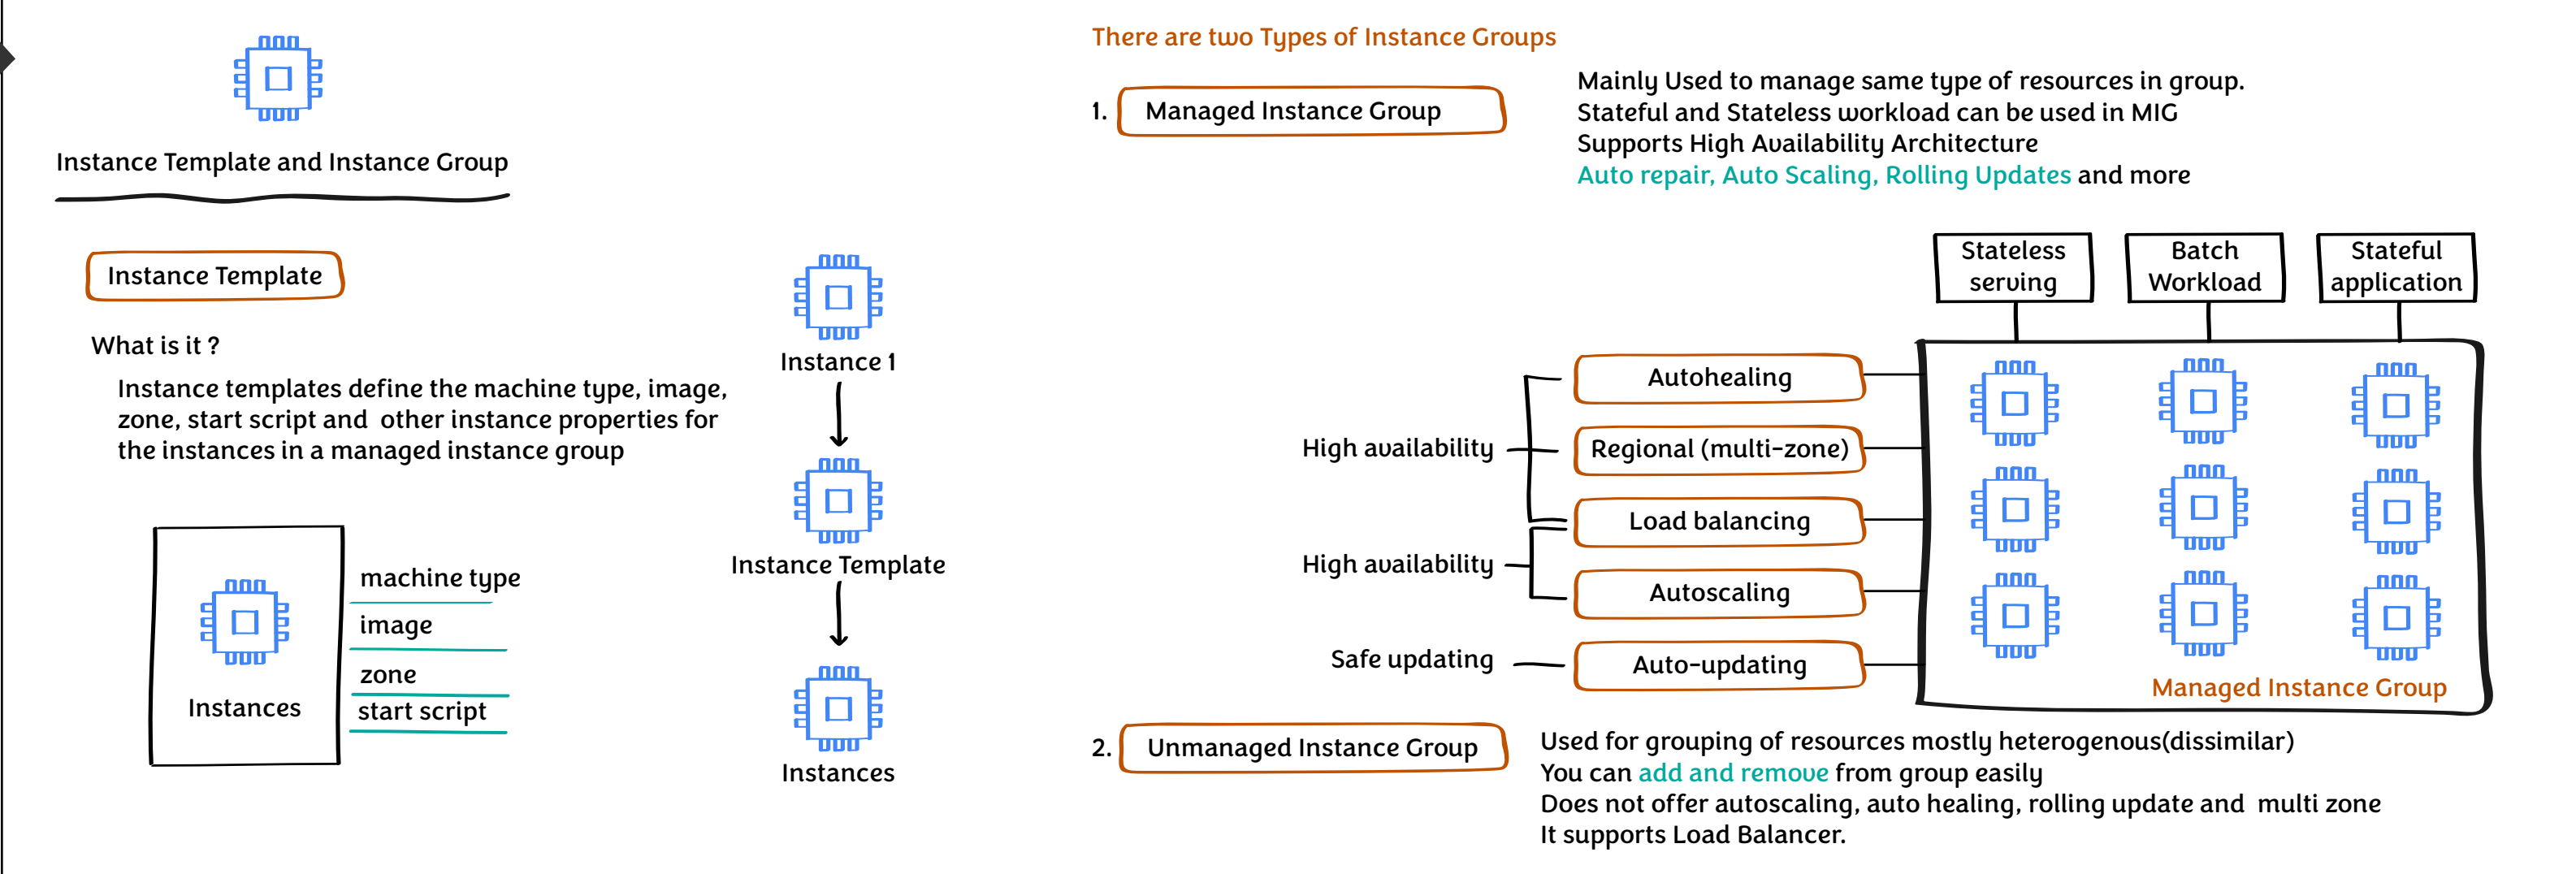 Instance Template and Instance Group
Instance Template
What is it ?
Instance templates define the machine type, image,
zone, start script and other instance properties for
the instances in a managed instance group
Instances
machine type
image
zone
start script
Instance 1
Instance Template
Instances
There are two Types of Instance Groups
1. Managed Instance Group
Mainly Used to manage same type of resources in group.
Stateful and Stateless workload can be used in MIG
Supports High Availability Architecture
Auto repair, Auto Scaling, Rolling Updates and more
Stateless
serving
Batch
Workload
Stateful
application
High availability
High availability
Safe updating
Autohealing
Regional (multi-zone)
Load balancing
Autoscaling
Auto-updating
Managed Instance Group
2. Unmanaged Instance Group
Used for grouping of resources mostly heterogenous(dissimilar)
You can add and remove from group easily
Does not offer autoscaling, auto healing, rolling update and multi zone
It supports Load Balancer.